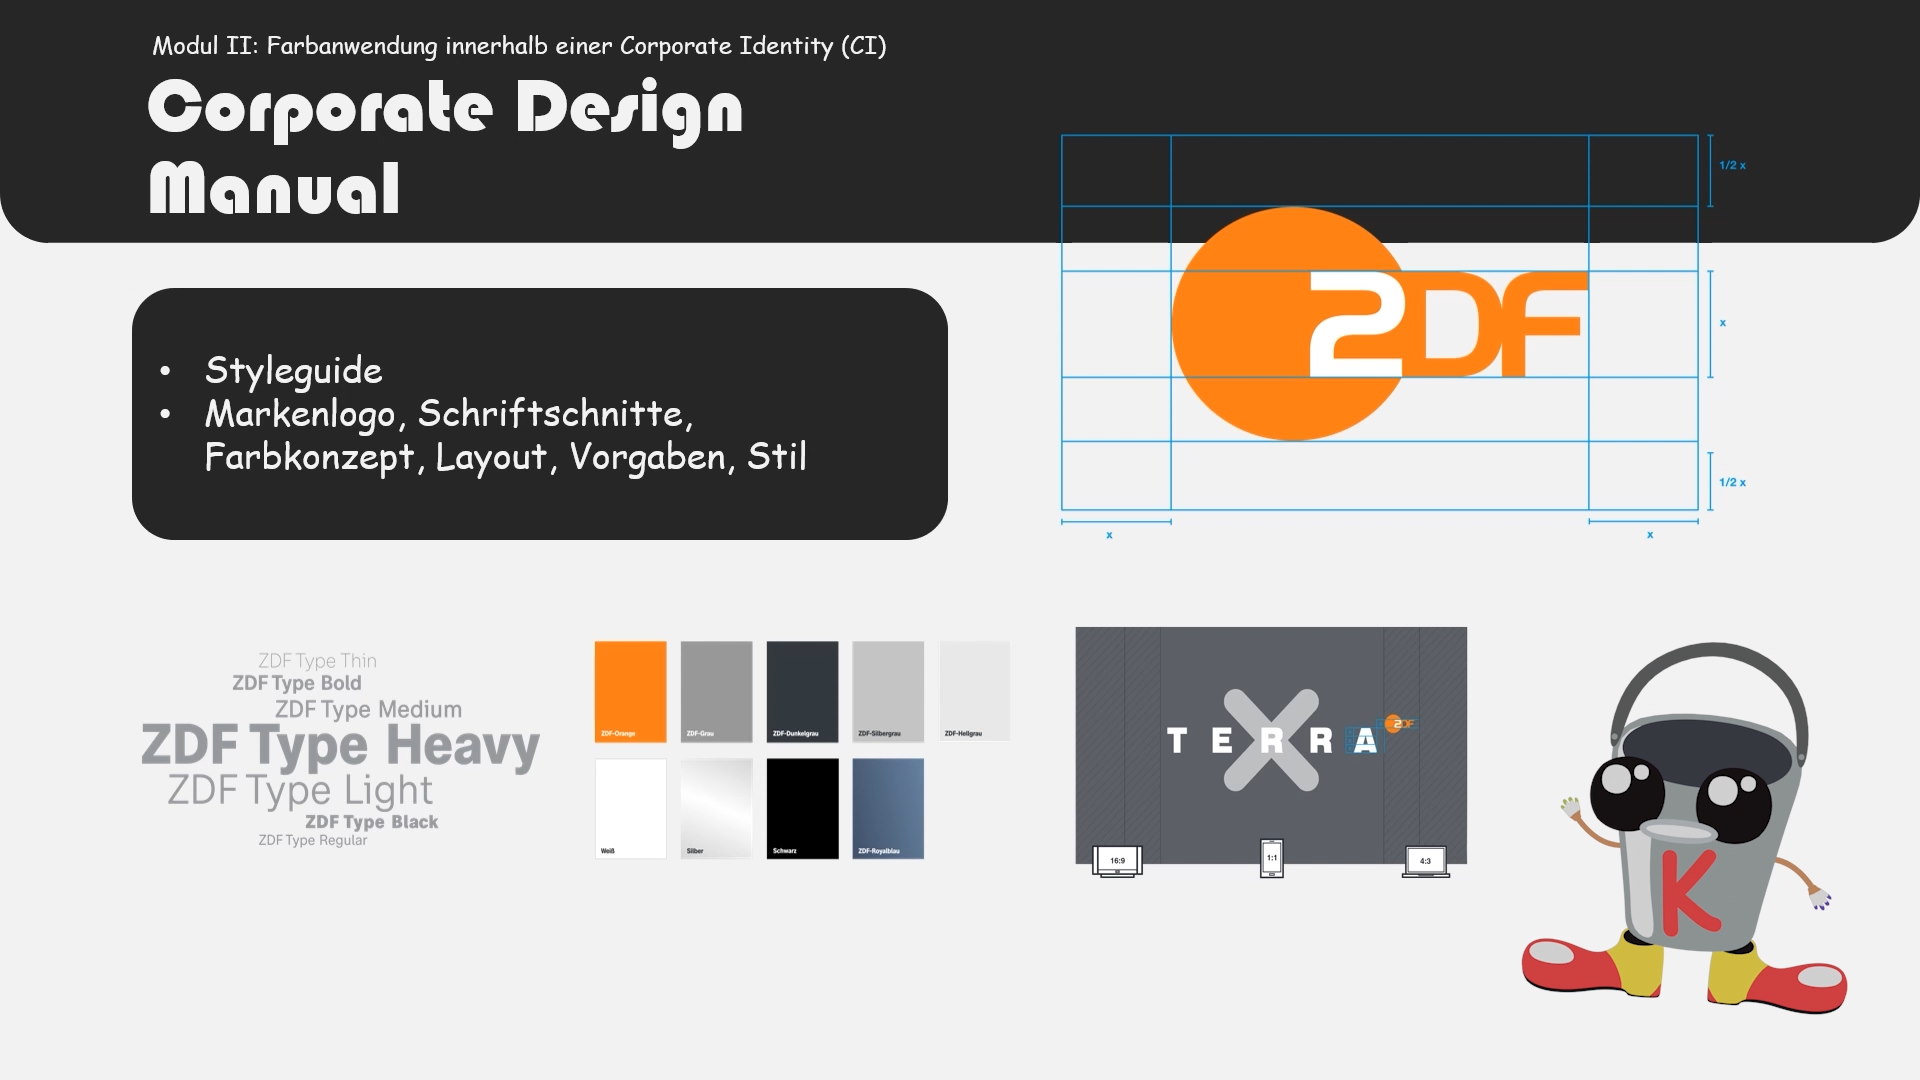 Modul II: Farbanwendung innerhalb einer Corporate Identity (CI)
Corporate Design
Manual
1/2 x
• Styleguide
• Markenlogo, Schriftschnitte,
Farbkonzept, Layout, Vorgaben, Stil
ZDF
x
1/2 x
x
x
ZDF Type Thin
ZDF Type Bold
ZDF Type Medium
ZDF Type Heavy
ZDF Type Light
ZDF Type Black
ZDF Type Regular
ZDF-Orange
ZDF-Grau
ZDF-Dunkelgrau
ZDF-Silbergrau
ZDF-Hellgrau
Weiß
Silber
Schwarz
ZDF-Royalblau
TERRA
X
ZDF
16:9
1:1
4:3
K